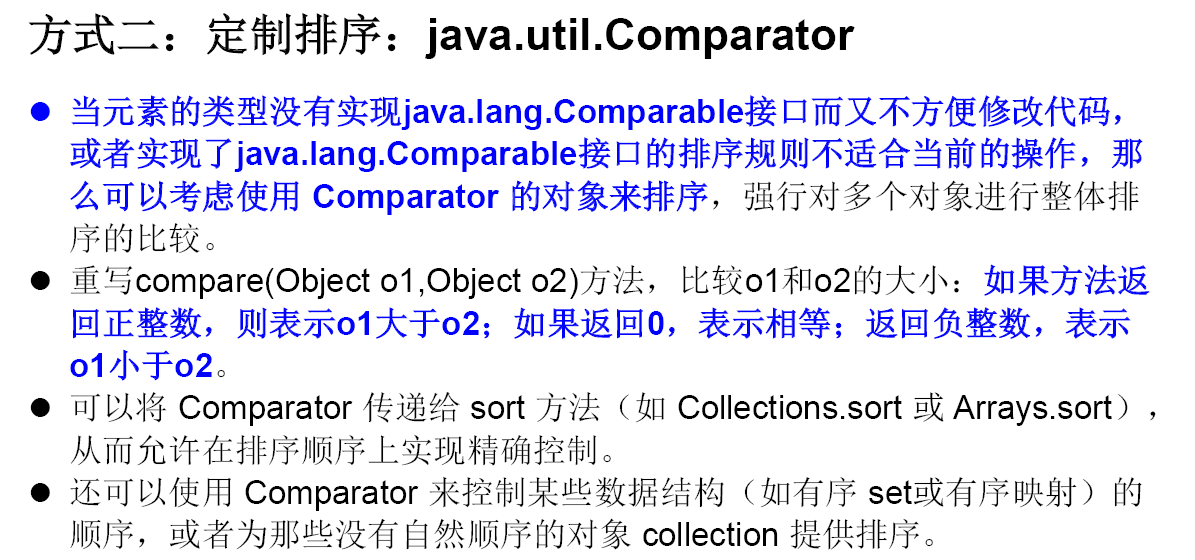 方式二：定制排序：java.util.Comparator
● 当元素的类型没有实现java.lang.Comparable接口而又不方便修改代码，
或者实现了java.lang.Comparable接口的排序规则不适合当前的操作，那
么可以考虑使用 Comparator 的对象来排序，强行对多个对象进行整体排
序的比较。
● 重写compare(Object o1,Object o2)方法，比较o1和o2的大小：如果方法返
回正整数，则表示o1大于o2；如果返回0，表示相等；返回负整数，表示
o1小于o2。
● 可以将 Comparator 传递给 sort 方法（如 Collections.sort 或 Arrays.sort），
从而允许在排序顺序上实现精确控制。
● 还可以使用 Comparator 来控制某些数据结构（如有序 set或有序映射）的
顺序，或者为那些没有自然顺序的对象 collection 提供排序。